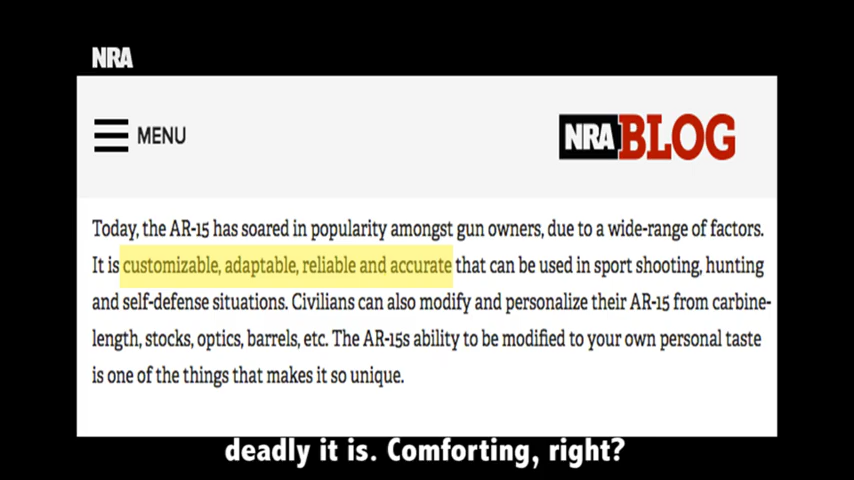 NRA
MENU
NRABLOG
Today, the AR-15 has soared in popularity amongst gun owners, due to a wide-range of factors.
It is customizable, adaptable, reliable and accurate that can be used in sport shooting, hunting
and self-defense situations. Civilians can also modify and personalize their AR-15 from carbine-
length, stocks, optics, barrels, etc. The AR-15s ability to be modified to your own personal taste
is one of the things that makes it so unique.
deadly it is. Comforting, right?